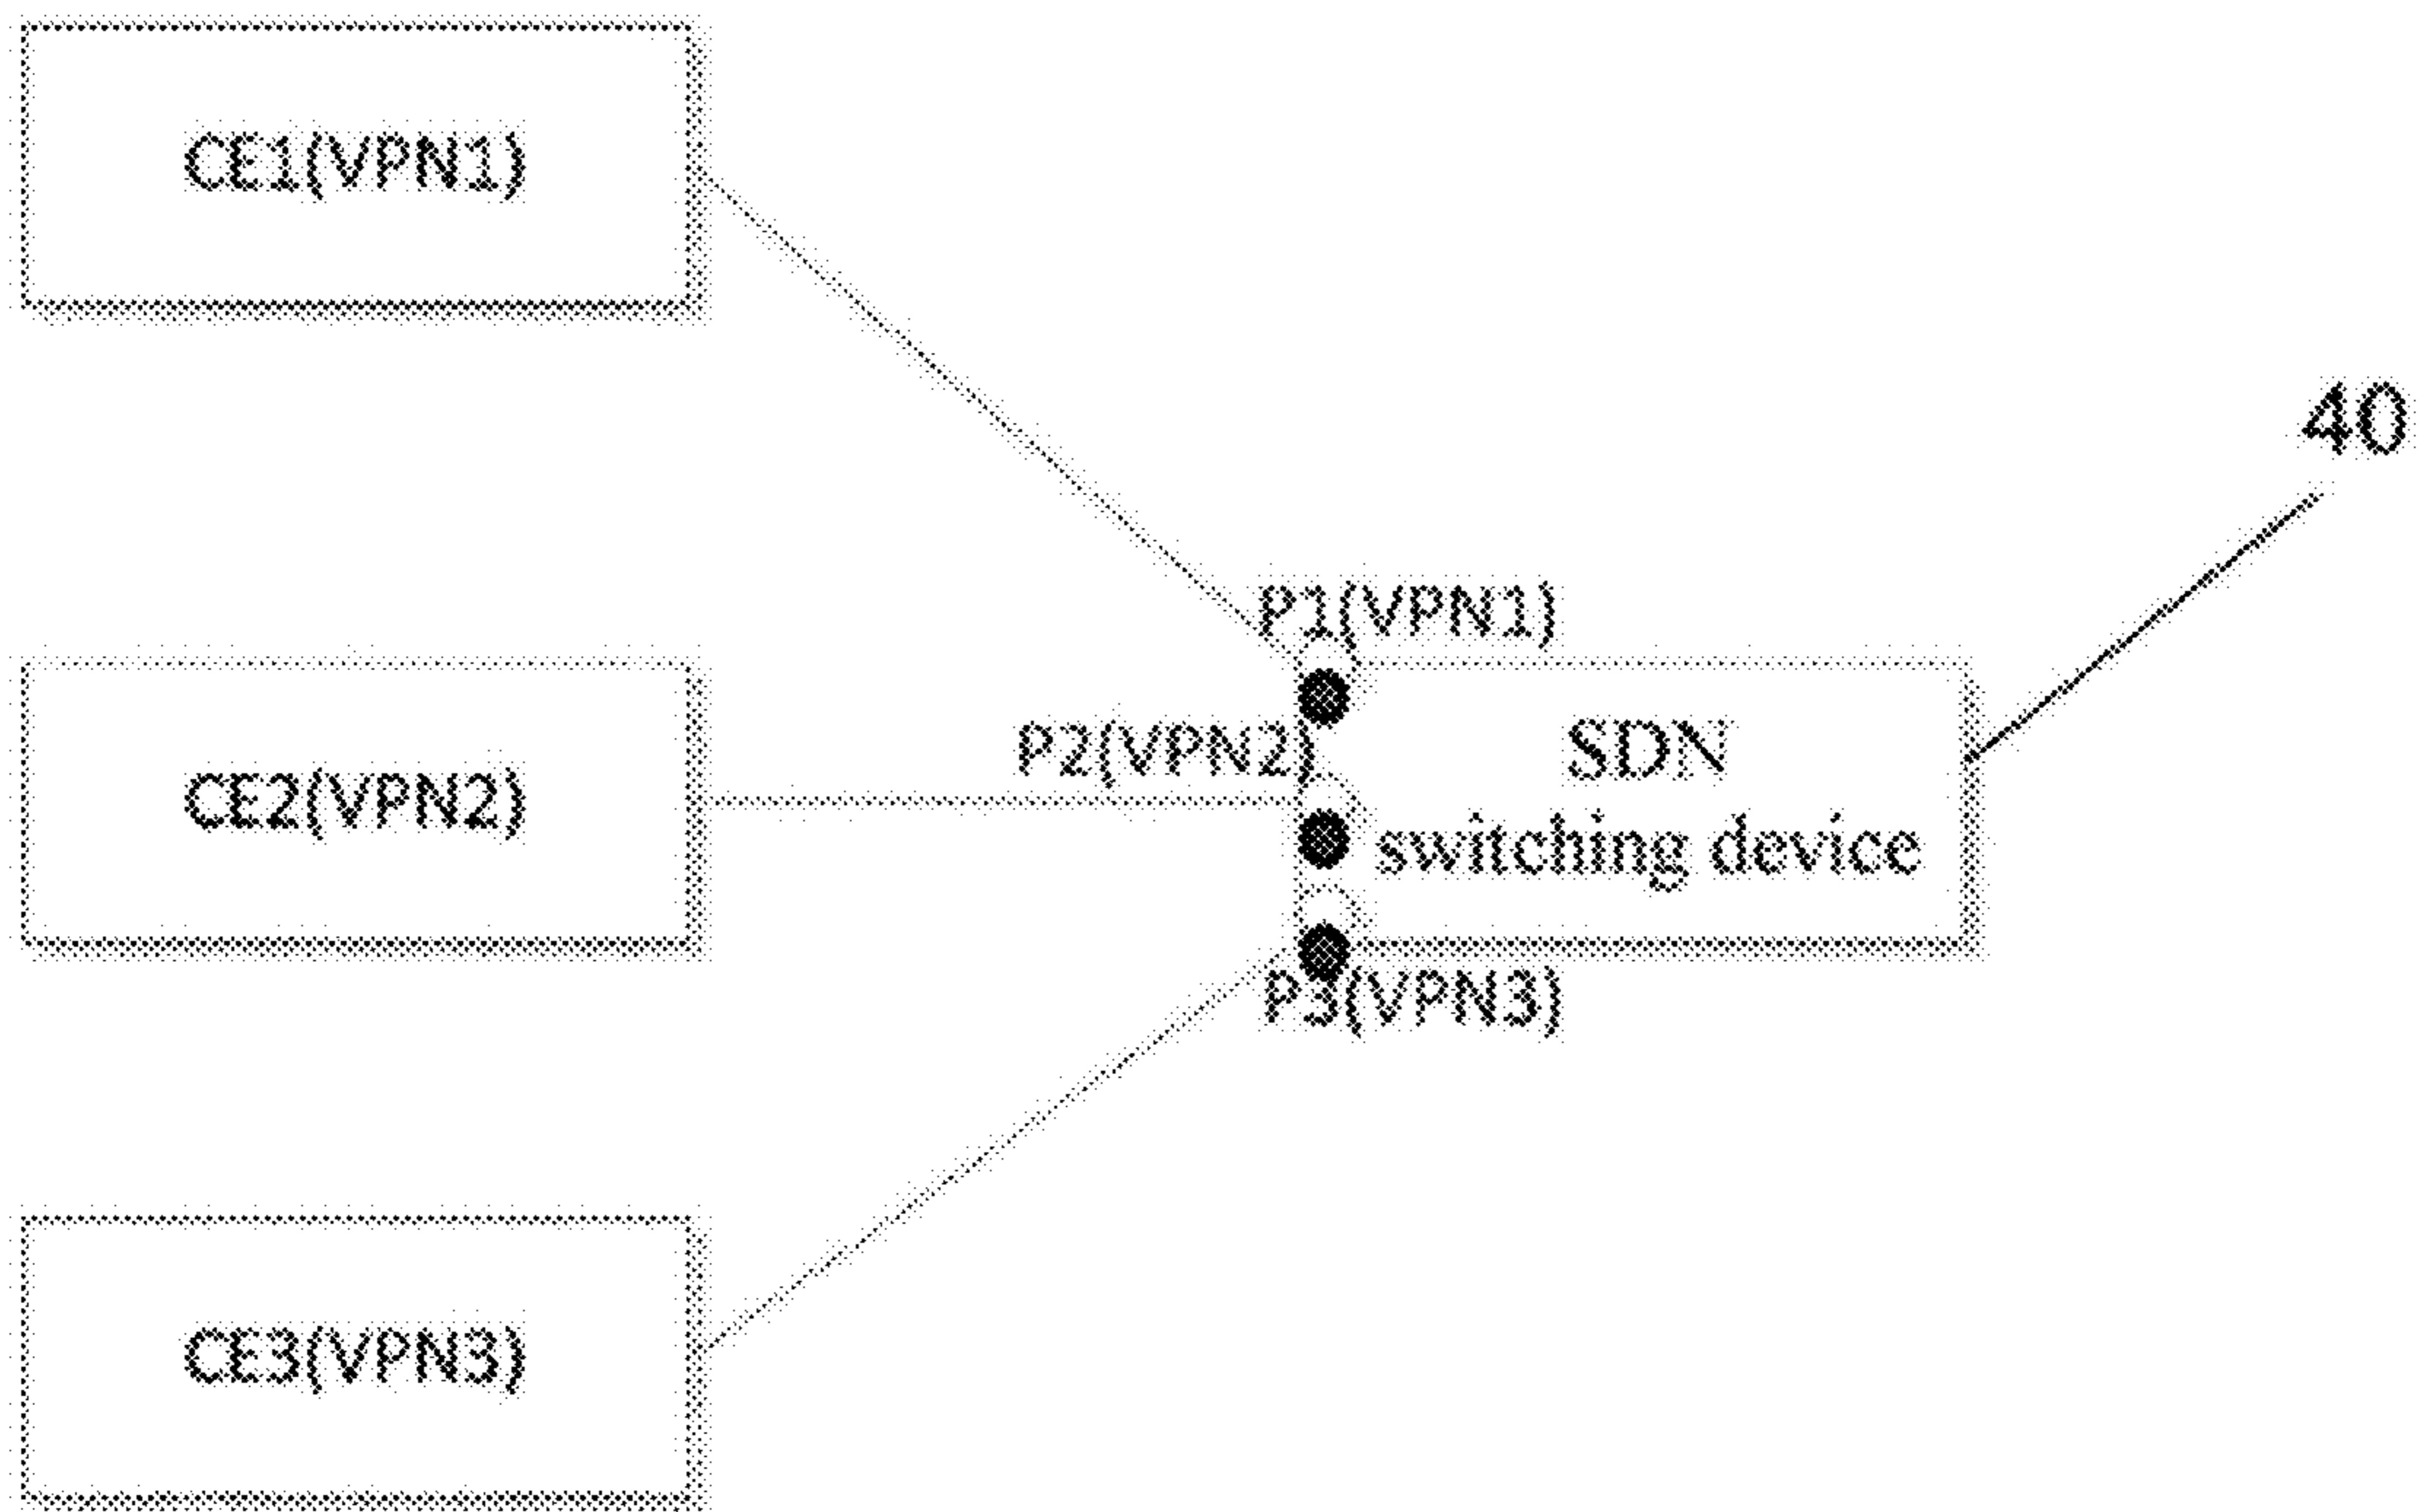 CE1(VPN1)
40
P1(VPN1)
P2(VPN2)
SDN
switching device
CE2(VPN2)
P3(VPN3)
CE3(VPN3)